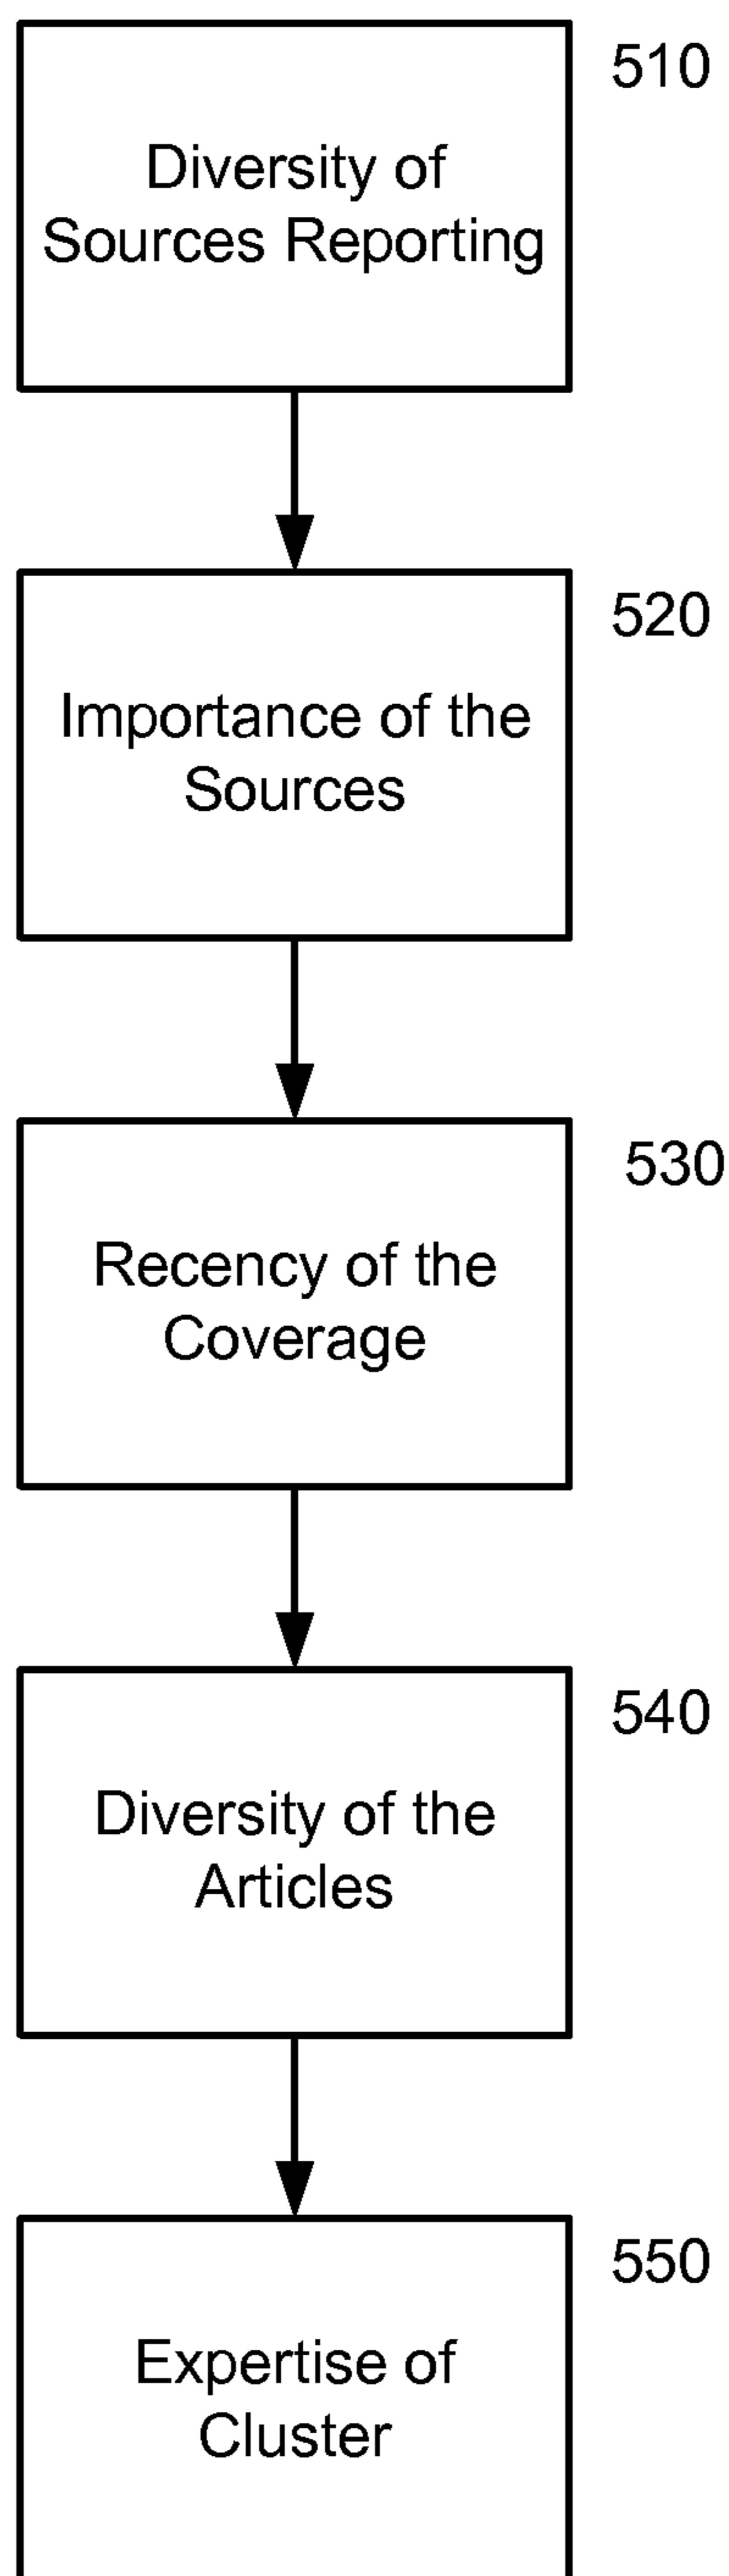 510
Diversity of
Sources Reporting
520
Importance of the
Sources
530
Recency of the
Coverage
540
Diversity of the
Articles
550
Expertise of
Cluster